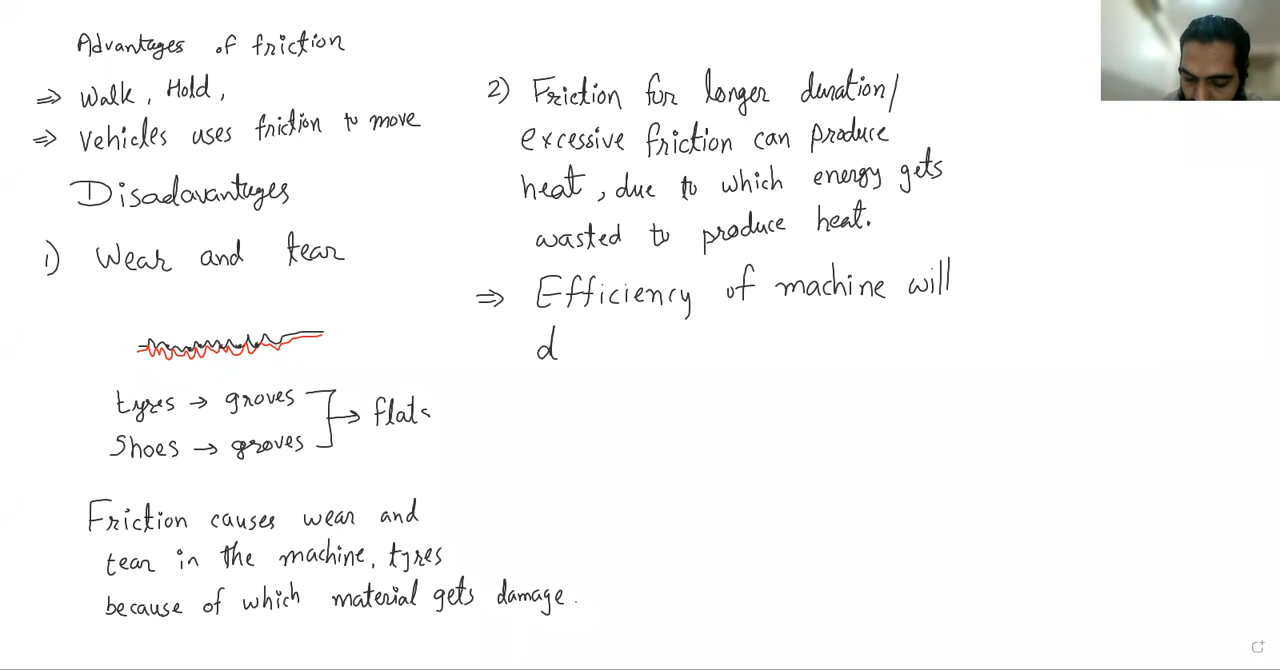 Advantages of friction
⇒ Walk, Hold,
⇒ Vehicles uses friction to move
Disadavantages
1) Wear and tear
tyres → groves
Shoes → groves
→ flats
Friction causes wear and
tear in the machine, tyres
because of which material gets damage.
2) Friction for longer duration/
excessive friction can produce
heat, due to which energy gets
wasted to produce heat.
⇒ Efficiency of machine will
d